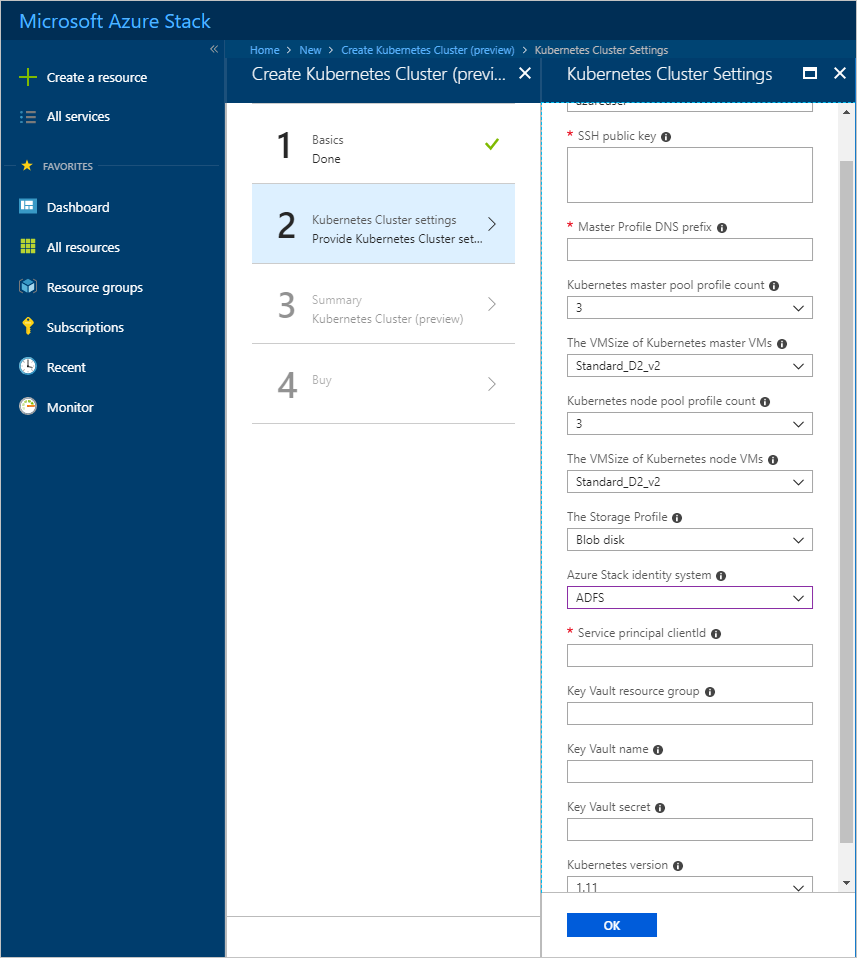 Microsoft Azure Stack
«
Home > New > Create Kubernetes Cluster (preview) > Kubernetes Cluster Settings
Create a resource
All services
FAVORITES
Dashboard
All resources
Resource groups
Subscriptions
Recent
Monitor
Create Kubernetes Cluster (previ...
1
Basics
Done
2
Kubernetes Cluster settings
Provide Kubernetes Cluster set...
3
Summary
Kubernetes Cluster (preview)
4
Buy
Kubernetes Cluster Settings
azureuser
* SSH public key
* Master Profile DNS prefix
Kubernetes master pool profile count
3
The VMSize of Kubernetes master VMs
Standard_D2_v2
Kubernetes node pool profile count
3
The VMSize of Kubernetes node VMs
Standard_D2_v2
The Storage Profile
Blob disk
Azure Stack identity system
ADFS
* Service principal clientId
Key Vault resource group
Key Vault name
Key Vault secret
Kubernetes version
1.11
OK